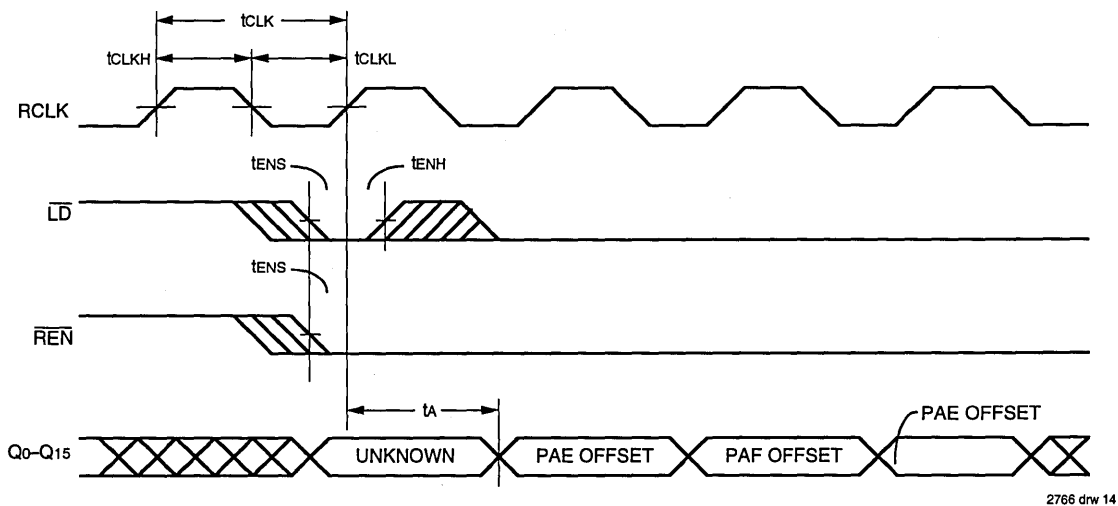 tCLK
tCLKH
tCLKL
RCLK
tENS
tENH
LD
tENS
REN
tA
PAE OFFSET
Q0–Q15
UNKNOWN
PAE OFFSET
PAF OFFSET
2766 drw 14